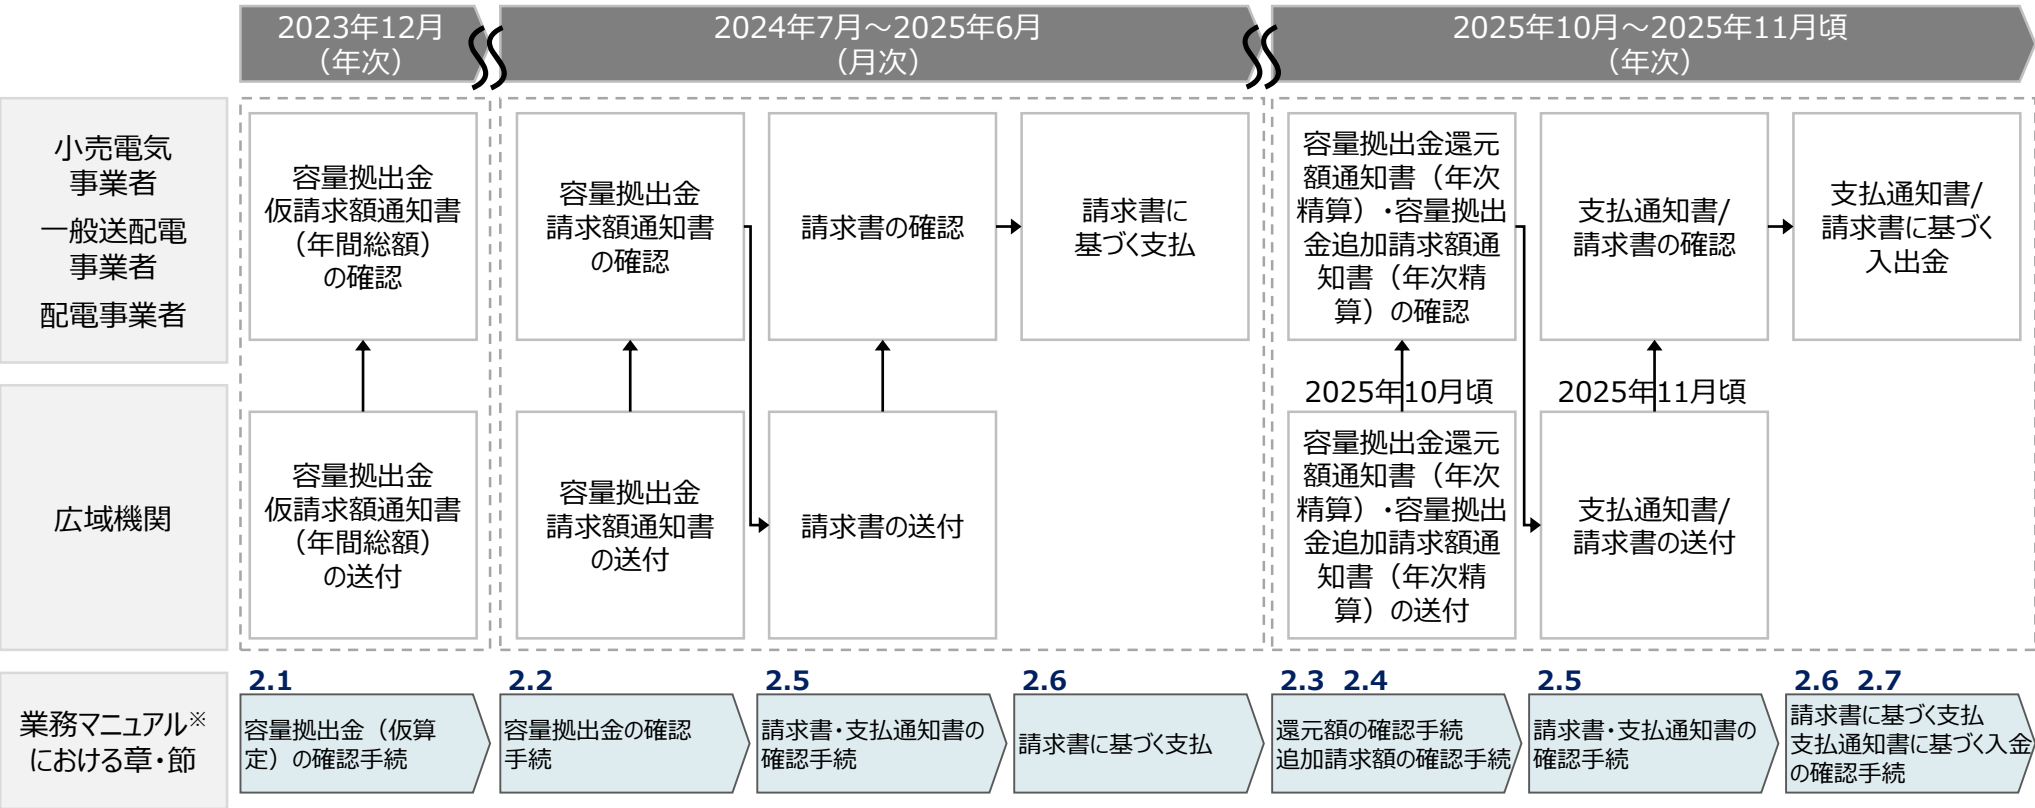 2023年12月
（年次）
2024年7月～2025年6月
（月次）
2025年10月～2025年11月頃
（年次）
小売電気
事業者
一般送配電
事業者
配電事業者
容量拠出金
仮請求額通知書
（年間総額）
の確認
容量拠出金
請求額通知書
の確認
請求書の確認
請求書に
基づく支払
容量拠出金還元
額通知書（年次
精算）・容量拠出
金追加請求額通
知書（年次精
算）の確認
支払通知書/
請求書の確認
支払通知書/
請求書に基づく
入出金
2025年10月頃
2025年11月頃
広域機関
容量拠出金
仮請求額通知書
（年間総額）
の送付
容量拠出金
請求額通知書
の送付
請求書の送付
容量拠出金還元
額通知書（年次
精算）・容量拠出
金追加請求額通
知書（年次精
算）の送付
支払通知書/
請求書の送付
業務マニュアル※
における章・節
2.1
容量拠出金（仮算
定）の確認手続
2.2
容量拠出金の確認
手続
2.5
請求書・支払通知書の
確認手続
2.6
請求書に基づく支払
2.3 2.4
還元額の確認手続
追加請求額の確認手続
2.5
請求書・支払通知書の
確認手続
2.6 2.7
請求書に基づく支払
支払通知書に基づく入金
の確認手続